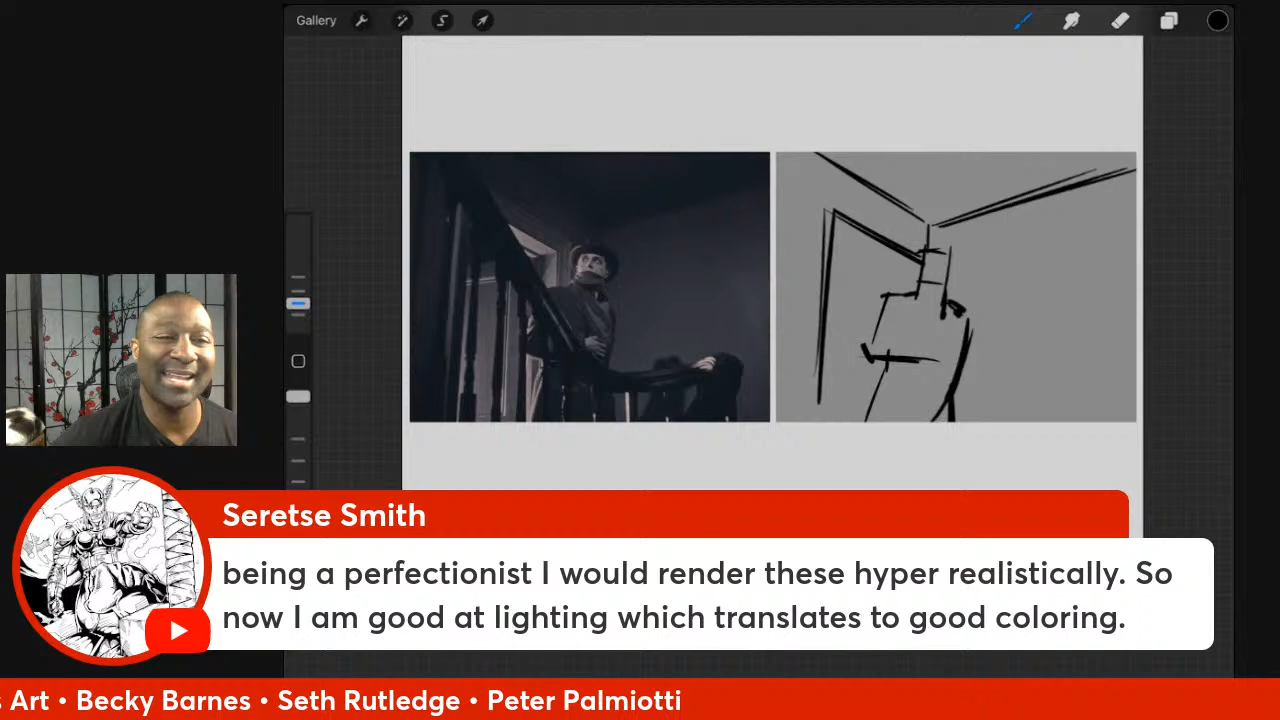 Gallery
Seretse Smith
being a perfectionist I would render these hyper realistically. So
now I am good at lighting which translates to good coloring.
s Art • Becky Barnes • Seth Rutledge • Peter Palmiotti